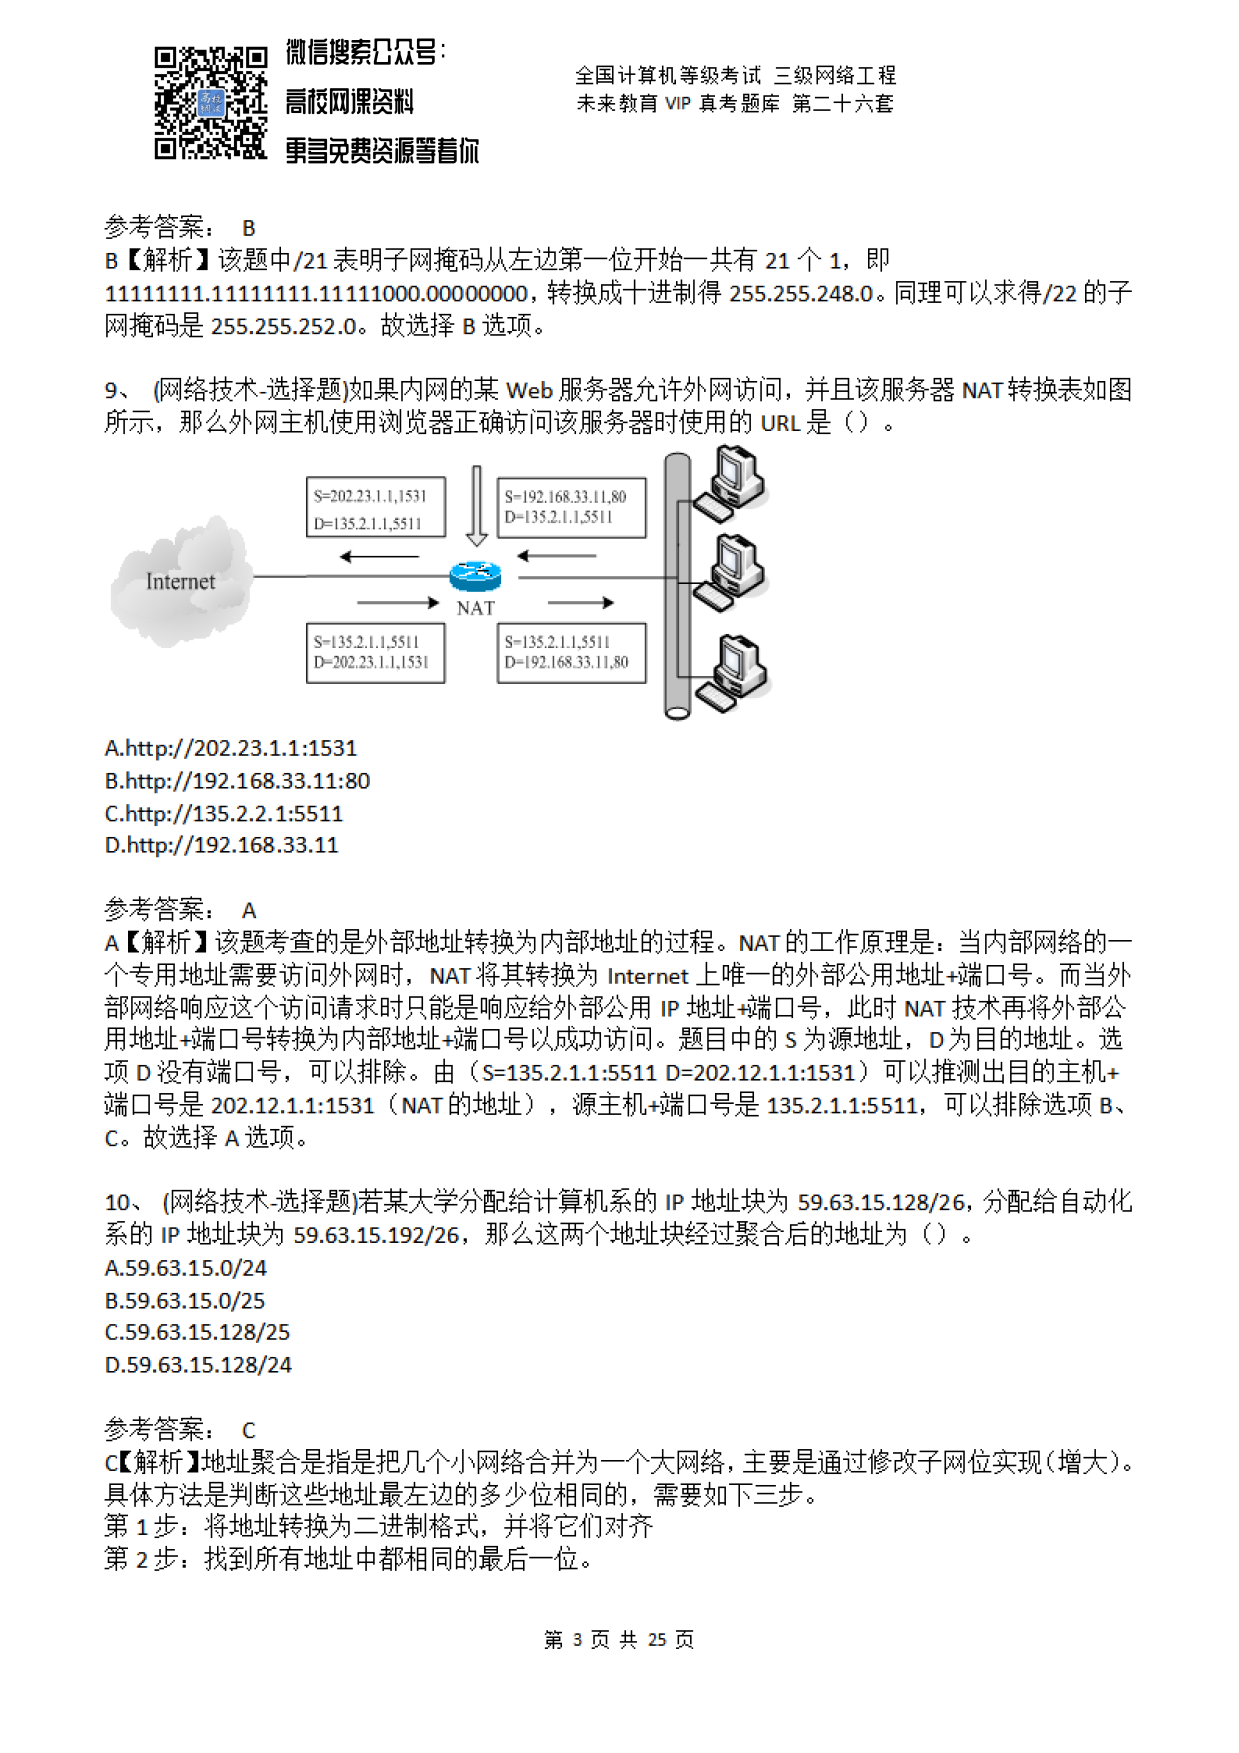 微信搜索公众号：
高校网课资料
更多免费资源等着你
全国计算机等级考试 三级网络工程
未来教育 VIP 真考题库 第二十六套
参考答案： B
B【解析】该题中/21 表明子网掩码从左边第一位开始一共有 21 个 1，即
11111111.11111111.11111000.00000000，转换成十进制得 255.255.248.0。同理可以求得/22 的子
网掩码是 255.255.252.0。故选择 B 选项。
9、 (网络技术-选择题)如果内网的某 Web 服务器允许外网访问，并且该服务器 NAT 转换表如图
所示，那么外网主机使用浏览器正确访问该服务器时使用的 URL 是（）。
S=202.23.1.1,1531
D=135.2.1.1,5511
S=192.168.33.11,80
D=135.2.1.1,5511
Internet
NAT
S=135.2.1.1,5511
D=202.23.1.1,1531
S=135.2.1.1,5511
D=192.168.33.11,80
A.http://202.23.1.1:1531
B.http://192.168.33.11:80
C.http://135.2.2.1:5511
D.http://192.168.33.11
参考答案： A
A【解析】该题考查的是外部地址转换为内部地址的过程。NAT 的工作原理是：当内部网络的一
个专用地址需要访问外网时，NAT 将其转换为 Internet 上唯一的外部公用地址+端口号。而当外
部网络响应这个访问请求时只能是响应给外部公用 IP 地址+端口号，此时 NAT 技术再将外部公
用地址+端口号转换为内部地址+端口号以成功访问。题目中的 S 为源地址，D 为目的地址。选
项 D 没有端口号，可以排除。由（S=135.2.1.1:5511 D=202.12.1.1:1531）可以推测出目的主机+
端口号是 202.12.1.1:1531（NAT 的地址），源主机+端口号是 135.2.1.1:5511，可以排除选项 B、
C。故选择 A 选项。
10、 (网络技术-选择题)若某大学分配给计算机系的 IP 地址块为 59.63.15.128/26，分配给自动化
系的 IP 地址块为 59.63.15.192/26，那么这两个地址块经过聚合后的地址为（）。
A.59.63.15.0/24
B.59.63.15.0/25
C.59.63.15.128/25
D.59.63.15.128/24
参考答案： C
C【解析】地址聚合是指是把几个小网络合并为一个大网络，主要是通过修改子网位实现（增大）。
具体方法是判断这些地址最左边的多少位相同的，需要如下三步。
第 1 步：将地址转换为二进制格式，并将它们对齐
第 2 步：找到所有地址中都相同的最后一位。
第 3 页 共 25 页